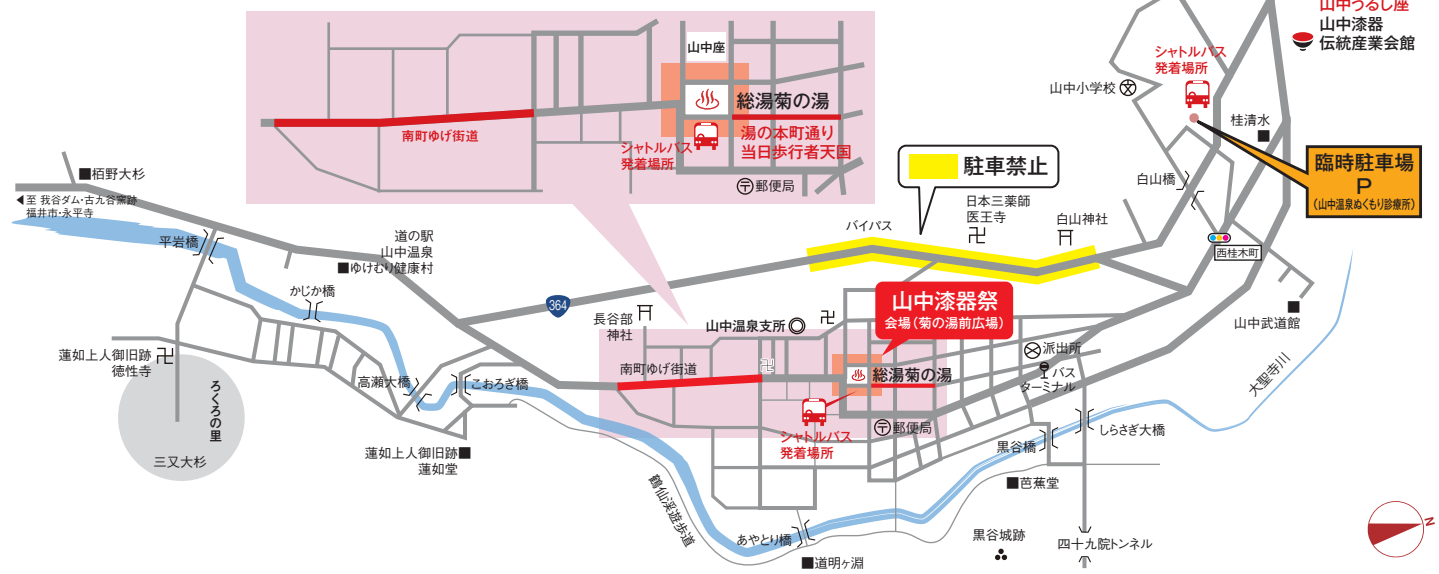 山中うるし座
山中漆器
伝統産業会館
シャトルバス
発着場所
山中小学校
桂清水
臨時駐車場
P
(山中温泉ぬくもり診療所)
白山橋
西桂木町
山中武道館
大聖寺川
山中座
総湯菊の湯
湯の本町通り
当日歩行者天国
南町ゆげ街道
シャトルバス
発着場所
〒郵便局
駐車禁止
日本三薬師
医王寺
白山神社
バイパス
栢野大杉
◀至 我谷ダム・古九谷窯跡
福井市・永平寺
平岩橋
道の駅
山中温泉
ゆけむり健康村
かじか橋
364
長谷部
神社
山中温泉支所
山中漆器祭
会場(菊の湯前広場)
派出所
バス
ターミナル
蓮如上人御旧跡
徳性寺
ろくろの里
三又大杉
高瀬大橋
こおろぎ橋
蓮如上人御旧跡
蓮如堂
南町ゆげ街道
総湯菊の湯
シャトルバス
発着場所
〒郵便局
しらさぎ大橋
黒谷橋
芭蕉堂
鶴仙渓遊歩道
あやとり橋
道明ヶ淵
黒谷城跡
四十九院トンネル
N